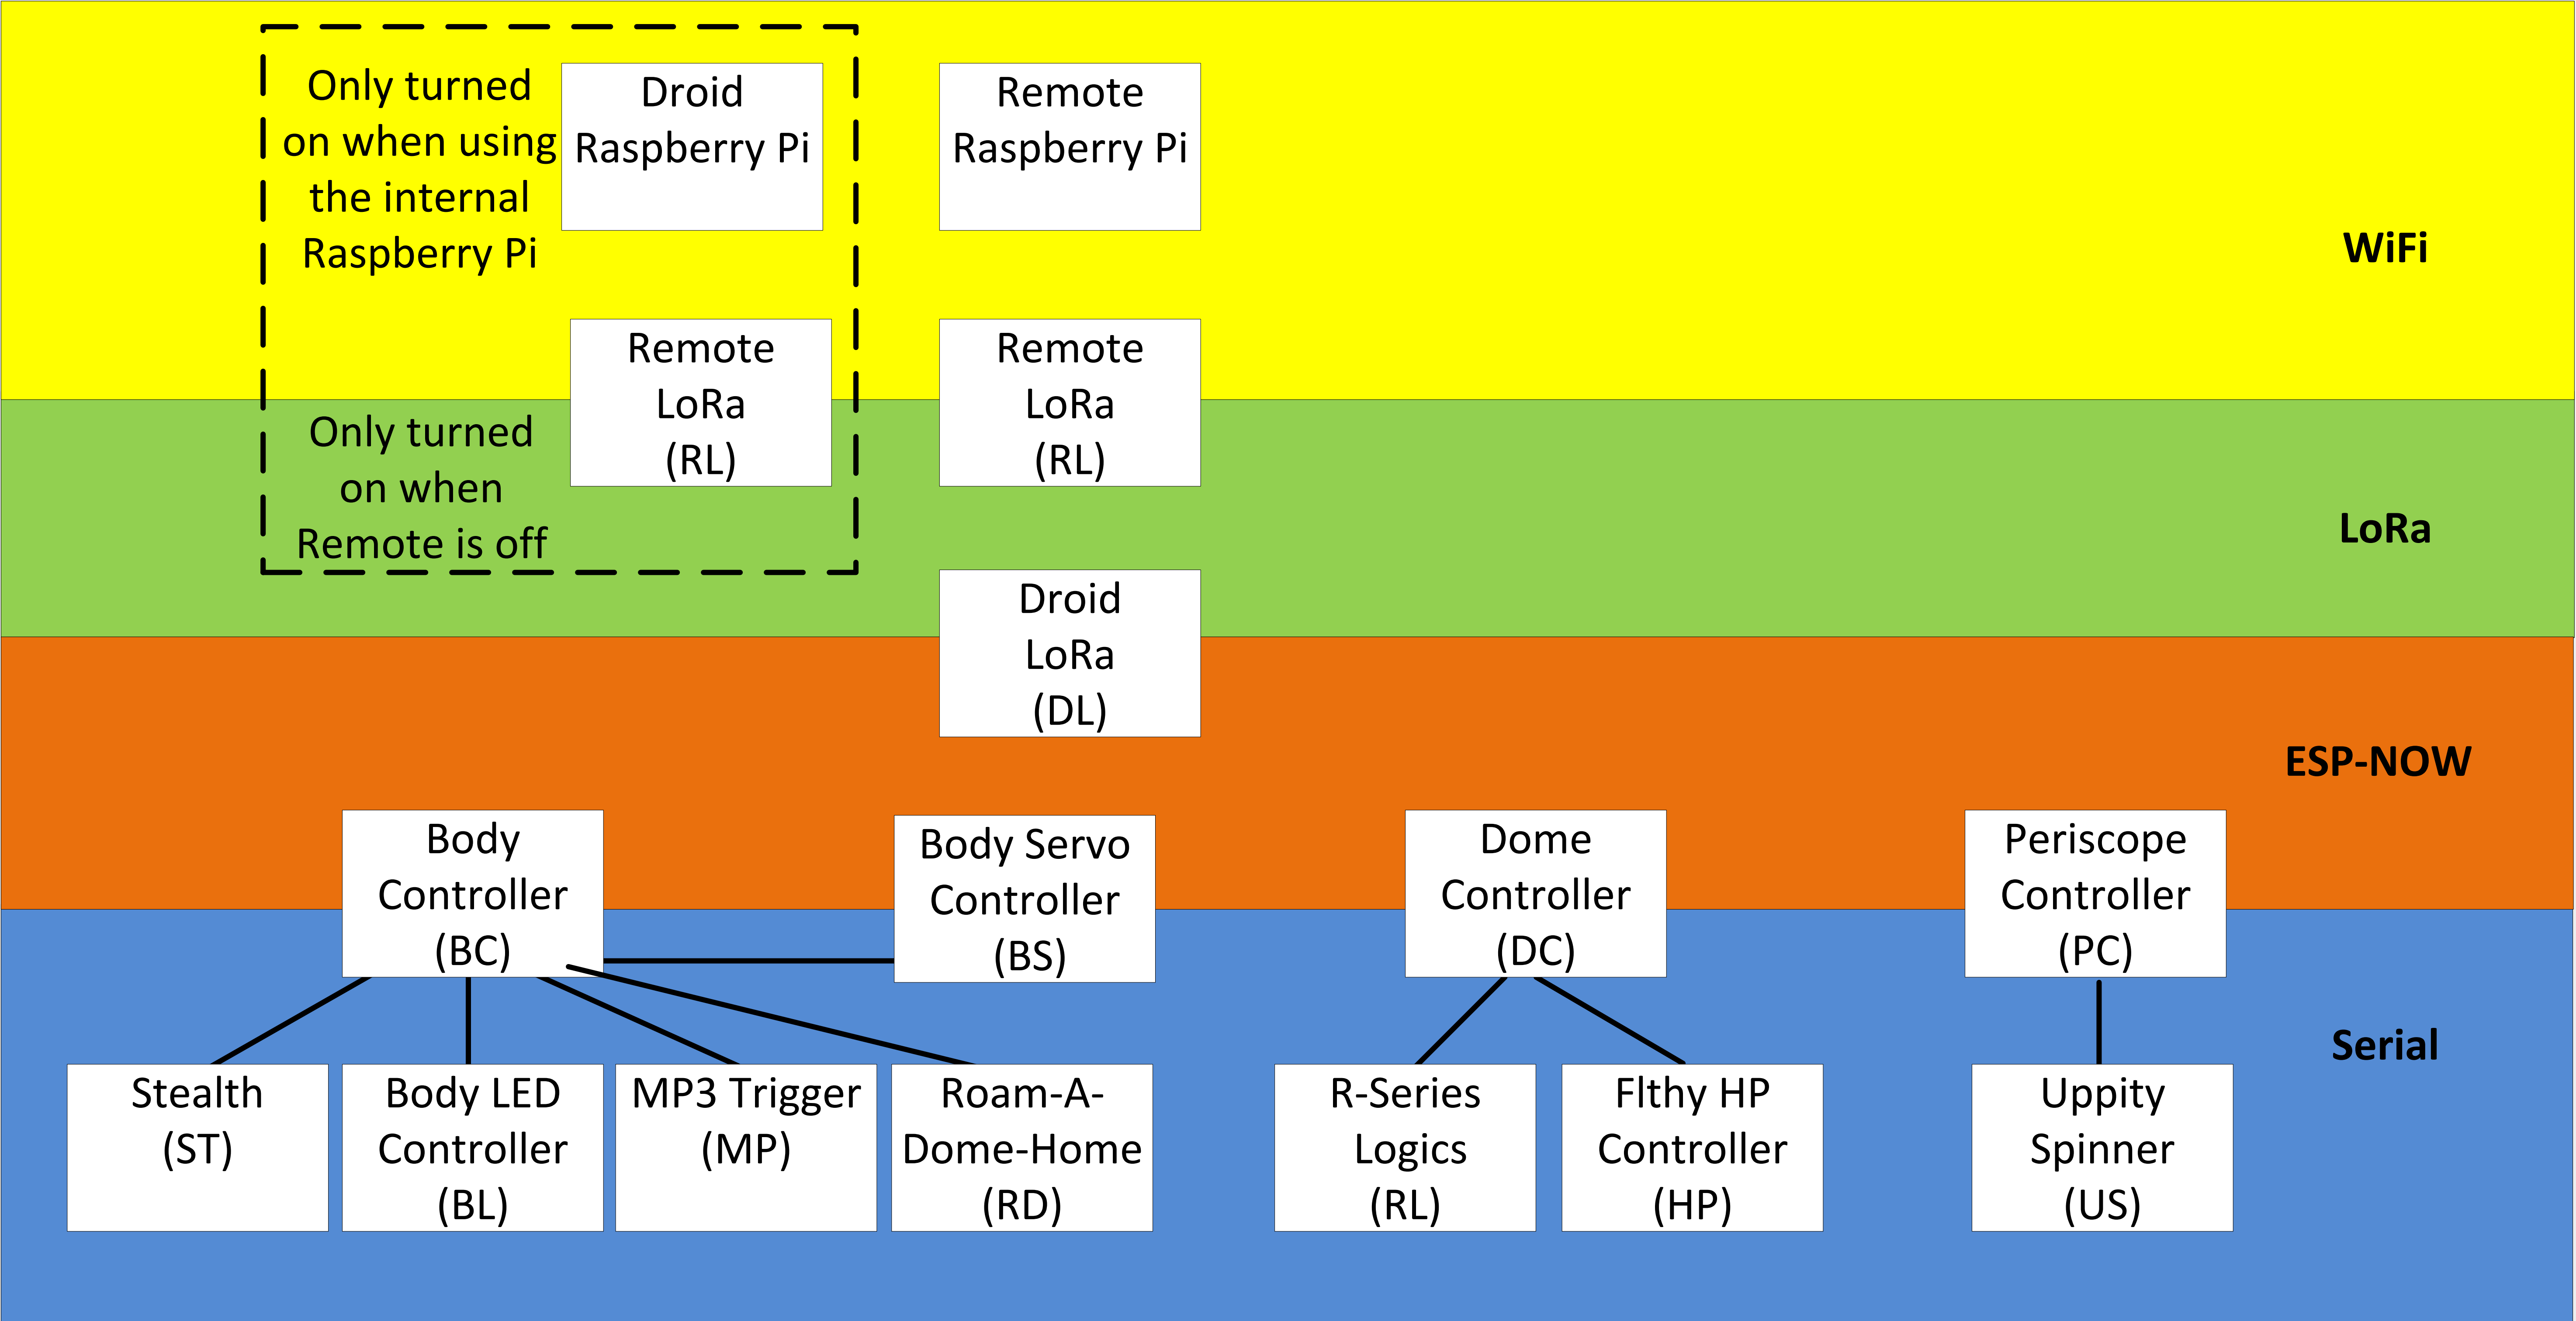 Only turned
on when using
the internal
Raspberry Pi
Droid
Raspberry Pi
Remote
Raspberry Pi
WiFi
Remote
LoRa
(RL)
Remote
LoRa
(RL)
Only turned
on when
Remote is off
LoRa
Droid
LoRa
(DL)
ESP-NOW
Body
Controller
(BC)
Body Servo
Controller
(BS)
Dome
Controller
(DC)
Periscope
Controller
(PC)
Serial
Stealth
(ST)
Body LED
Controller
(BL)
MP3 Trigger
(MP)
Roam-A-
Dome-Home
(RD)
R-Series
Logics
(RL)
Flthy HP
Controller
(HP)
Uppity
Spinner
(US)